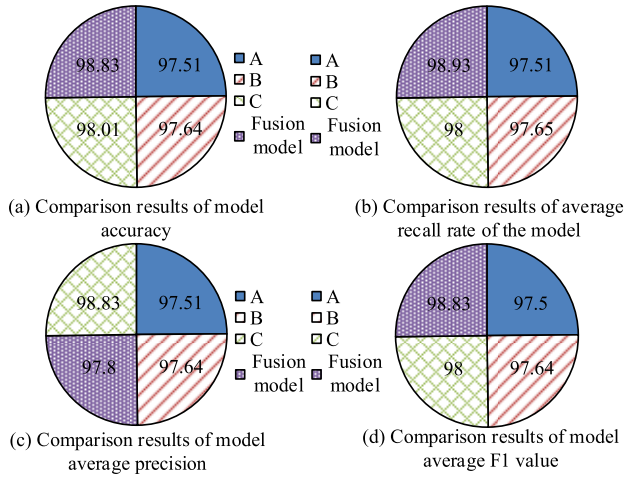 98.83
97.51
98.01
97.64
A
B
C
Fusion
model
A
B
C
Fusion
model
98.93
97.51
98
97.65
(a) Comparison results of model
accuracy
(b) Comparison results of average
recall rate of the model
98.83
97.51
97.8
97.64
A
B
C
Fusion
model
A
B
C
Fusion
model
98.83
97.5
98
97.64
(c) Comparison results of model
average precision
(d) Comparison results of model
average F1 value